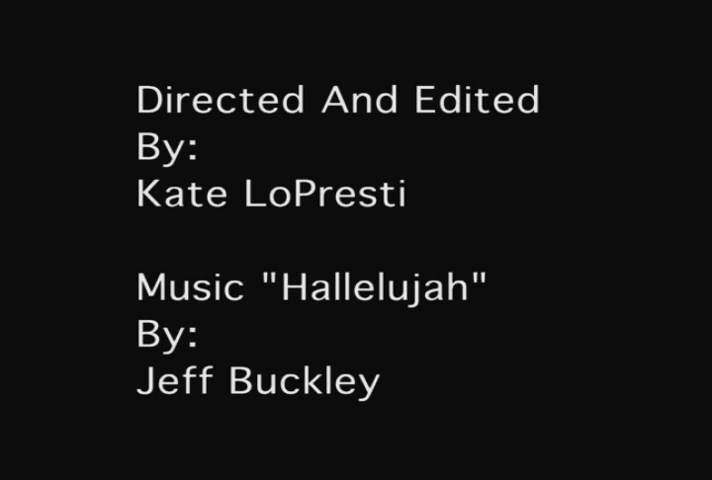 Directed And Edited
By:
Kate LoPresti
Music "Hallelujah"
By:
Jeff Buckley